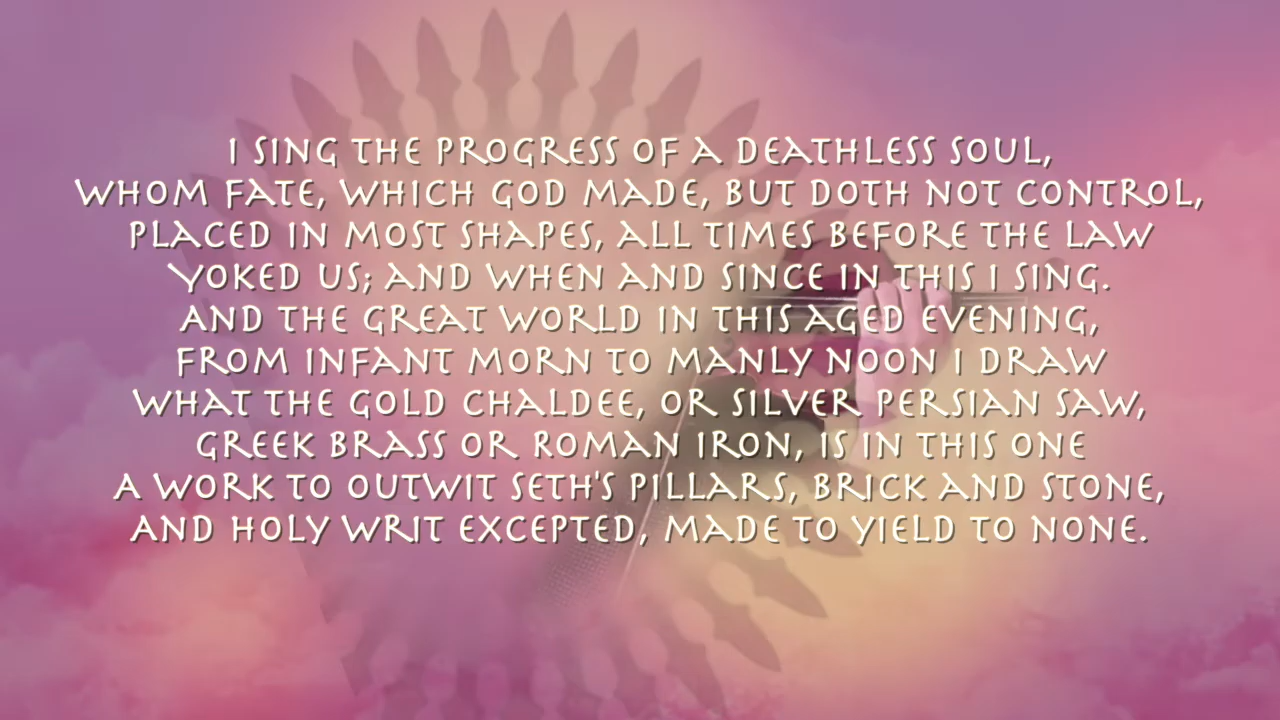 I SING THE PROGRESS OF A DEATHLESS SOUL,
WHOM FATE, WHICH GOD MADE, BUT DOTH NOT CONTROL,
PLACED IN MOST SHAPES, ALL TIMES BEFORE THE LAW
YOKED US; AND WHEN AND SINCE IN THIS I SING.
AND THE GREAT WORLD IN THIS AGED EVENING,
FROM INFANT MORN TO MANLY NOON I DRAW
WHAT THE GOLD CHALDEE, OR SILVER PERSIAN SAW,
GREEK BRASS OR ROMAN IRON, IS IN THIS ONE
A WORK TO OUTWIT SETH'S PILLARS, BRICK AND STONE,
AND HOLY WRIT EXCEPTED, MADE TO YIELD TO NONE.